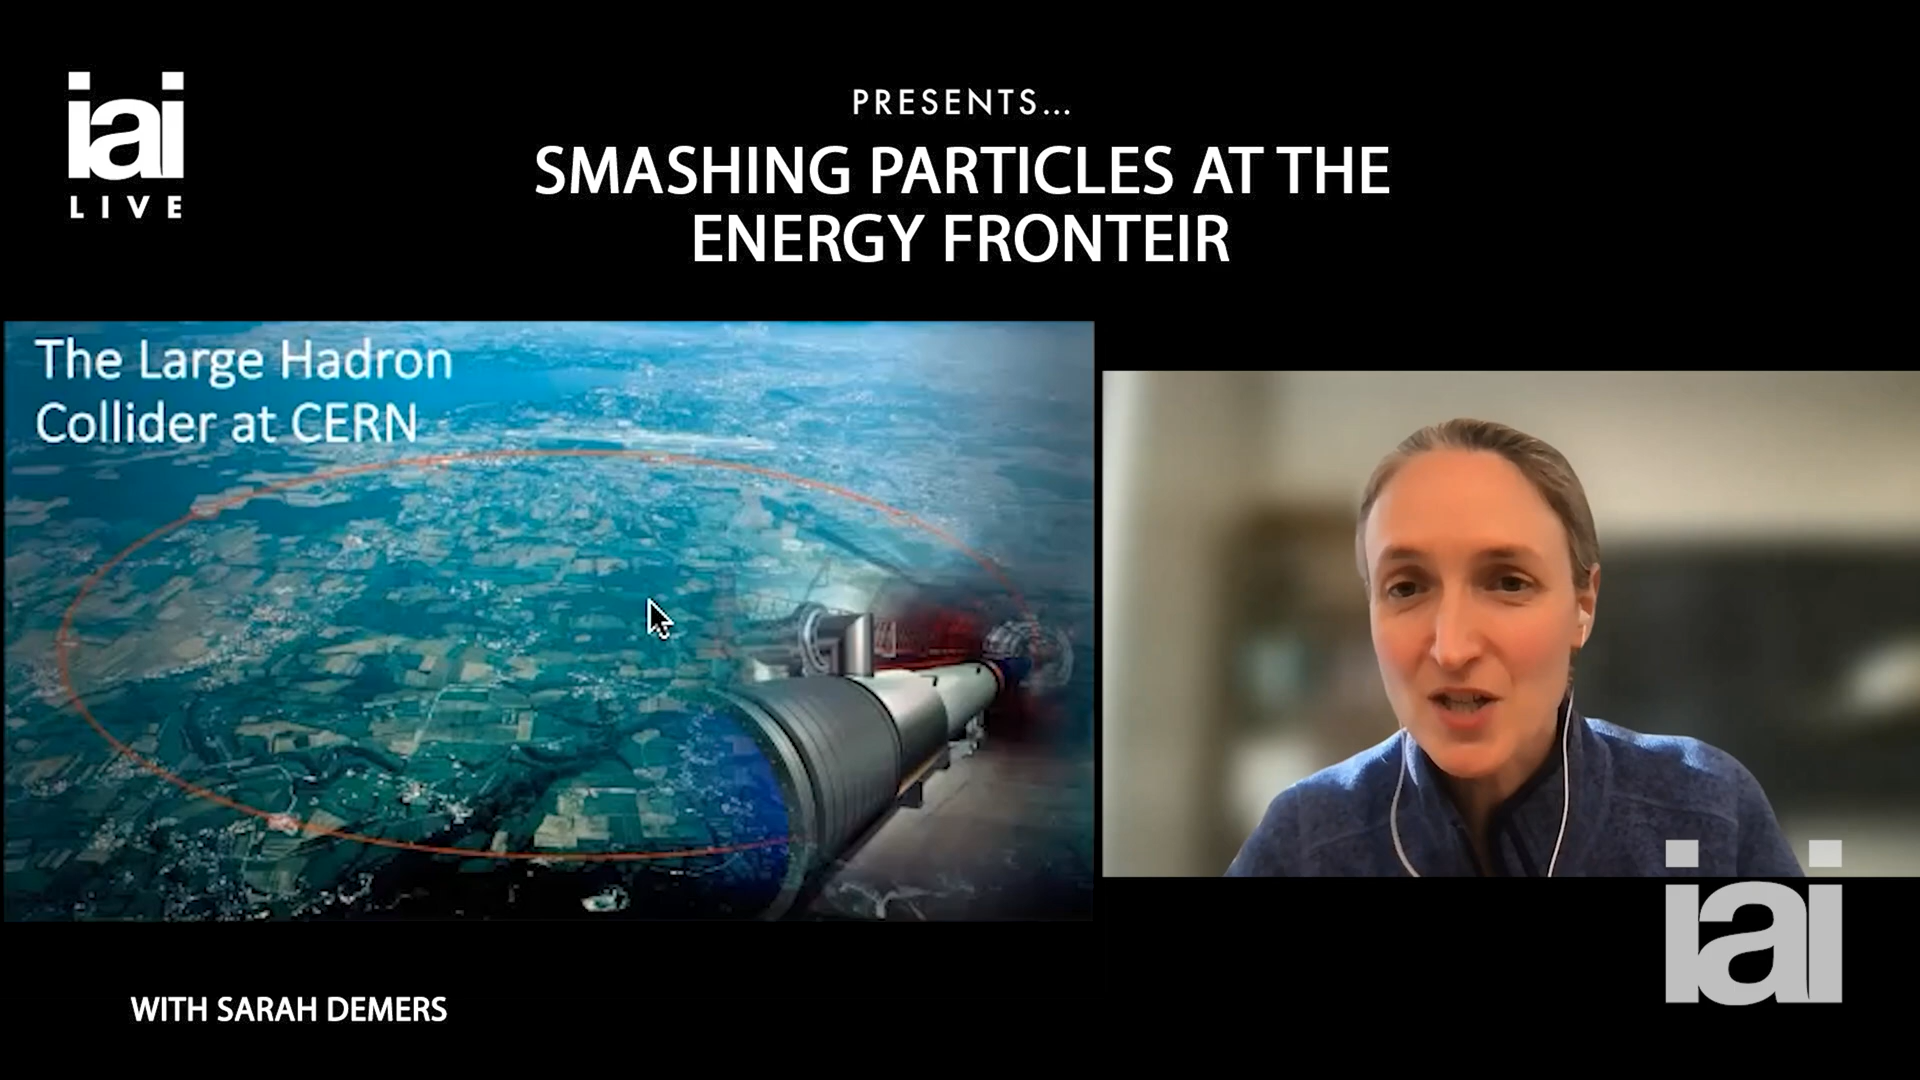 iai
LIVE
PRESENTS...
SMASHING PARTICLES AT THE
ENERGY FRONTEIR
The Large Hadron
Collider at CERN
WITH SARAH DEMERS
iai